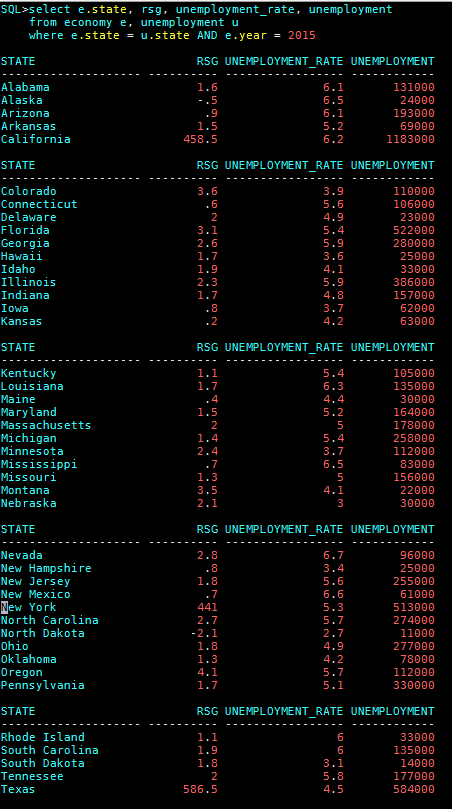 SQL>select e.state, rsg, unemployment_rate, unemployment
from economy e, unemployment u
where e.state = u.state AND e.year = 2015
STATE RSG UNEMPLOYMENT_RATE UNEMPLOYMENT
-------------------- ---------- ----------------- ------------
Alabama 1.6 6.1 131000
Alaska -.5 6.5 24000
Arizona .9 6.1 193000
Arkansas 1.5 5.2 69000
California 458.5 6.2 1183000
STATE RSG UNEMPLOYMENT_RATE UNEMPLOYMENT
-------------------- ---------- ----------------- ------------
Colorado 3.6 3.9 110000
Connecticut .6 5.6 106000
Delaware 2 4.9 23000
Florida 3.1 5.4 522000
Georgia 2.6 5.9 280000
Hawaii 1.7 3.6 25000
Idaho 1.9 4.1 33000
Illinois 2.3 5.9 386000
Indiana 1.7 4.8 157000
Iowa .8 3.7 62000
Kansas .2 4.2 63000
STATE RSG UNEMPLOYMENT_RATE UNEMPLOYMENT
-------------------- ---------- ----------------- ------------
Kentucky 1.1 5.4 105000
Louisiana 1.7 6.3 135000
Maine .4 4.4 30000
Maryland 1.5 5.2 164000
Massachusetts 2 5 178000
Michigan 1.4 5.4 258000
Minnesota 2.4 3.7 112000
Mississippi .7 6.5 83000
Missouri 1.3 5 156000
Montana 3.5 4.1 22000
Nebraska 2.1 3 30000
STATE RSG UNEMPLOYMENT_RATE UNEMPLOYMENT
-------------------- ---------- ----------------- ------------
Nevada 2.8 6.7 96000
New Hampshire .8 3.4 25000
New Jersey 1.8 5.6 255000
New Mexico .7 6.6 61000
New York 441 5.3 513000
North Carolina 2.7 5.7 274000
North Dakota -2.1 2.7 11000
Ohio 1.8 4.9 277000
Oklahoma 1.3 4.2 78000
Oregon 4.1 5.7 112000
Pennsylvania 1.7 5.1 330000
STATE RSG UNEMPLOYMENT_RATE UNEMPLOYMENT
-------------------- ---------- ----------------- ------------
Rhode Island 1.1 6 33000
South Carolina 1.9 6 135000
South Dakota 1.8 3.1 14000
Tennessee 2 5.8 177000
Texas 586.5 4.5 584000